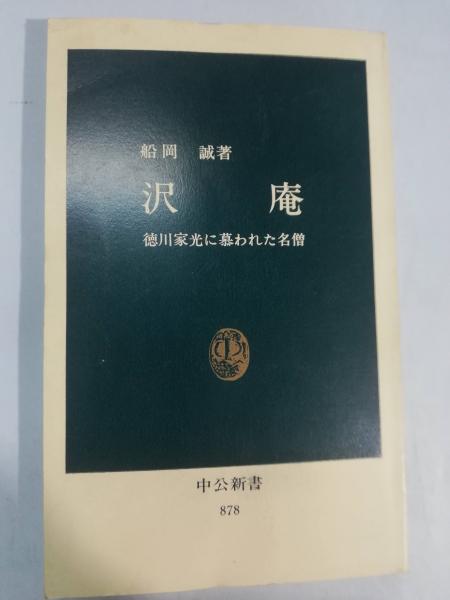 船岡 誠著
沢 庵
徳川家光に慕われた名僧
中公新書
878